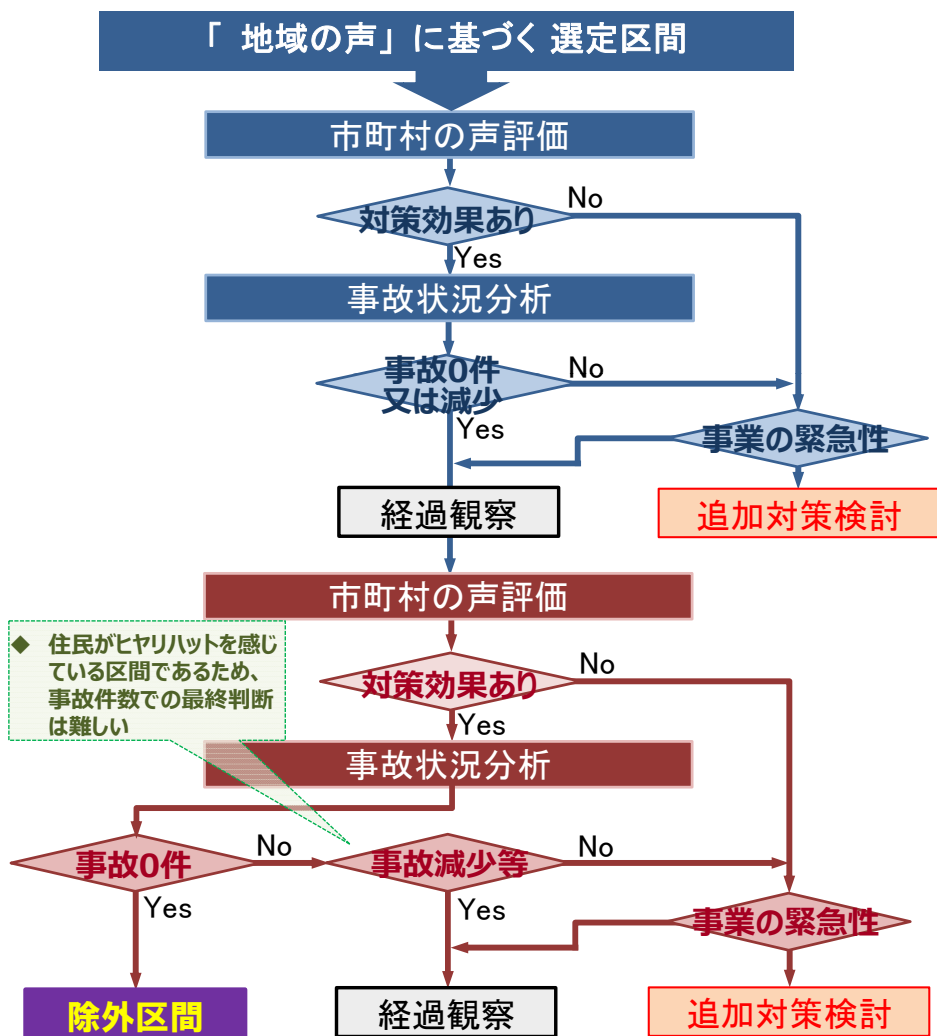 「 地域の声」に基づく 選定区間
市町村の声評価
対策効果あり
No
Yes
事故状況分析
事故0件
又は減少
No
Yes
事業の緊急性
経過観察
追加対策検討
市町村の声評価
◆ 住民がヒヤリハットを感じ
ている区間であるため、
事故件数での最終判断
は難しい
対策効果あり
No
Yes
事故状況分析
事故0件
No
事故減少等
No
Yes
Yes
事業の緊急性
除外区間
経過観察
追加対策検討